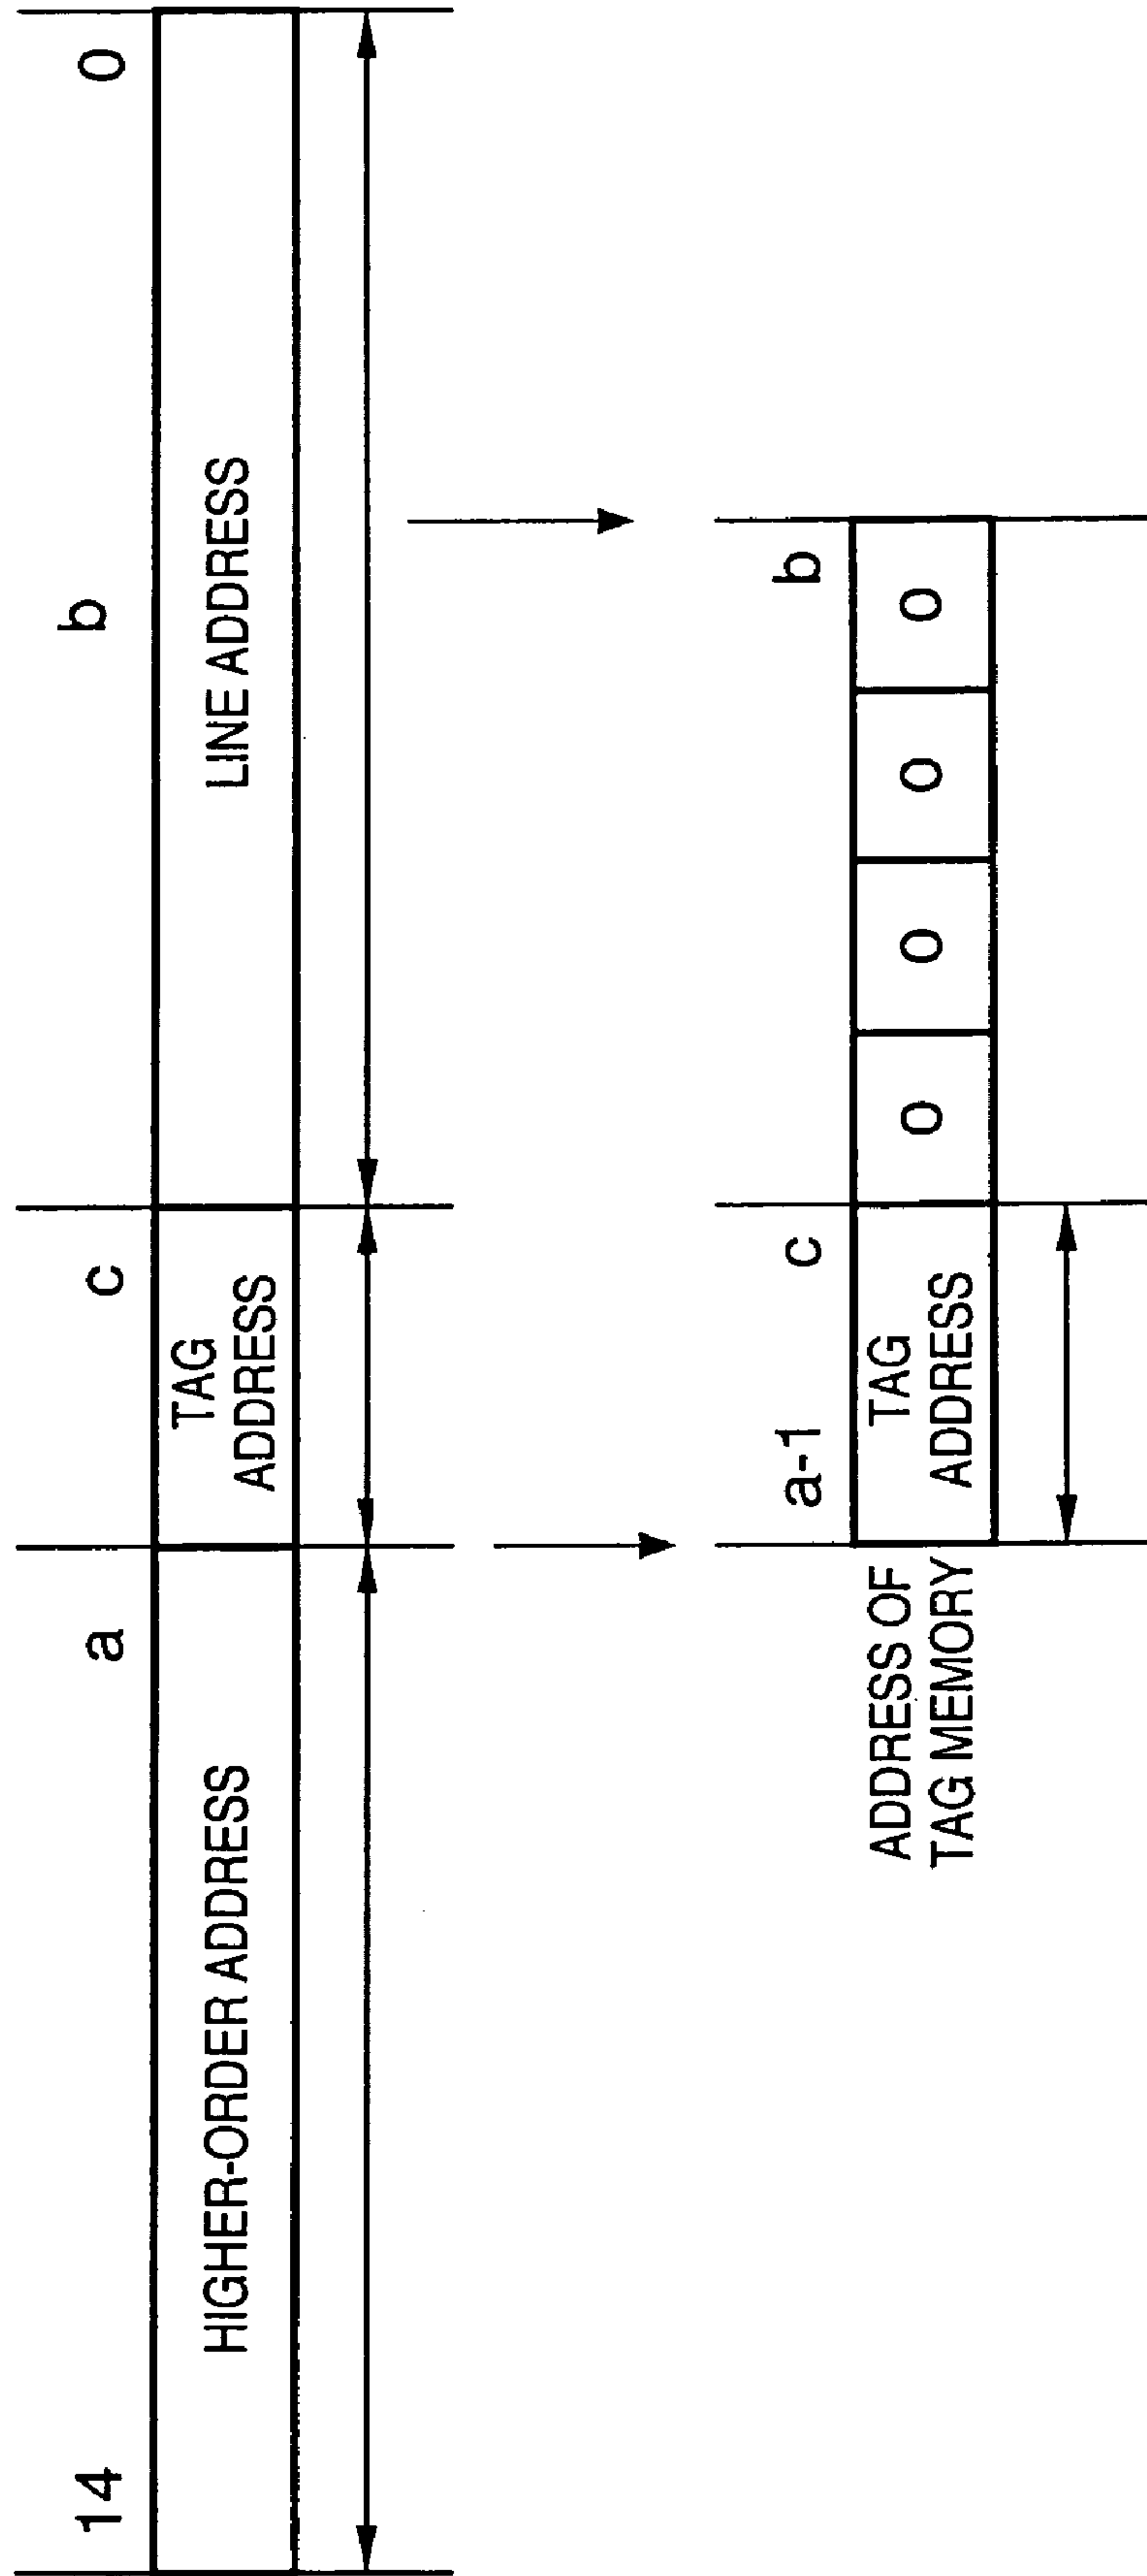 14 a c b 0
HIGHER-ORDER ADDRESS
TAG
ADDRESS
LINE ADDRESS
a-1 c b
ADDRESS OF
TAG MEMORY
TAG
ADDRESS
0 0 0 0